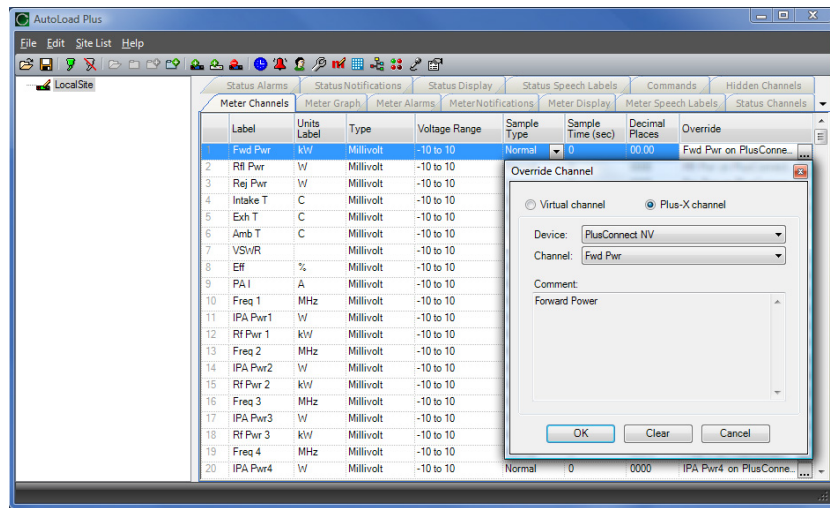 AutoLoad Plus
File Edit Site List Help
LocalSite
Status Alarms Status Notifications Status Display Status Speech Labels Commands Hidden Channels
Meter Channels Meter Graph Meter Alarms MeterNotifications Meter Display Meter Speech Labels Status Channels
Label Units Label Type Voltage Range Sample Type Sample Time (sec) Decimal Places Override
1 Fwd Pwr kW Millivolt -10 to 10 Normal 0 00.00 Fwd Pwr on PlusConne... ...
2 Rfl Pwr W Millivolt -10 to 10
3 Rej Pwr W Millivolt -10 to 10
4 Intake T C Millivolt -10 to 10
5 Exh T C Millivolt -10 to 10
6 Amb T C Millivolt -10 to 10
7 VSWR Millivolt -10 to 10
8 Eff % Millivolt -10 to 10
9 PA I A Millivolt -10 to 10
10 Freq 1 MHz Millivolt -10 to 10
11 IPA Pwr1 W Millivolt -10 to 10
12 Rf Pwr 1 kW Millivolt -10 to 10
13 Freq 2 MHz Millivolt -10 to 10
14 IPA Pwr2 W Millivolt -10 to 10
15 Rf Pwr 2 kW Millivolt -10 to 10
16 Freq 3 MHz Millivolt -10 to 10
17 IPA Pwr3 W Millivolt -10 to 10
18 Rf Pwr 3 kW Millivolt -10 to 10
19 Freq 4 MHz Millivolt -10 to 10
20 IPA Pwr4 W Millivolt -10 to 10 Normal 0 0000 IPA Pwr4 on PlusConne... ...
Override Channel
Virtual channel Plus-X channel
Device: PlusConnect NV
Channel: Fwd Pwr
Comment:
Forward Power
OK Clear Cancel